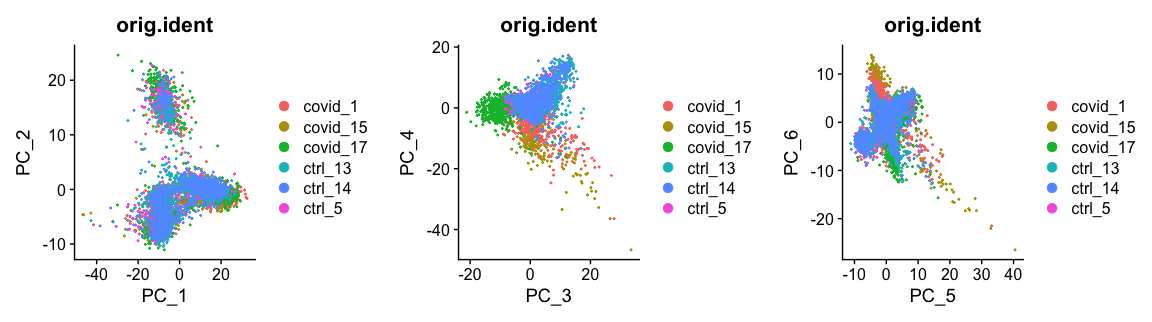 orig.ident
PC_2
20
10
0
-10
-40
-20
0
20
PC_1
covid_1
covid_15
covid_17
ctrl_13
ctrl_14
ctrl_5
orig.ident
PC_4
20
0
-20
-40
-20
0
20
PC_3
covid_1
covid_15
covid_17
ctrl_13
ctrl_14
ctrl_5
orig.ident
PC_6
10
0
-10
-20
-10
0
10
20
30
40
PC_5
covid_1
covid_15
covid_17
ctrl_13
ctrl_14
ctrl_5